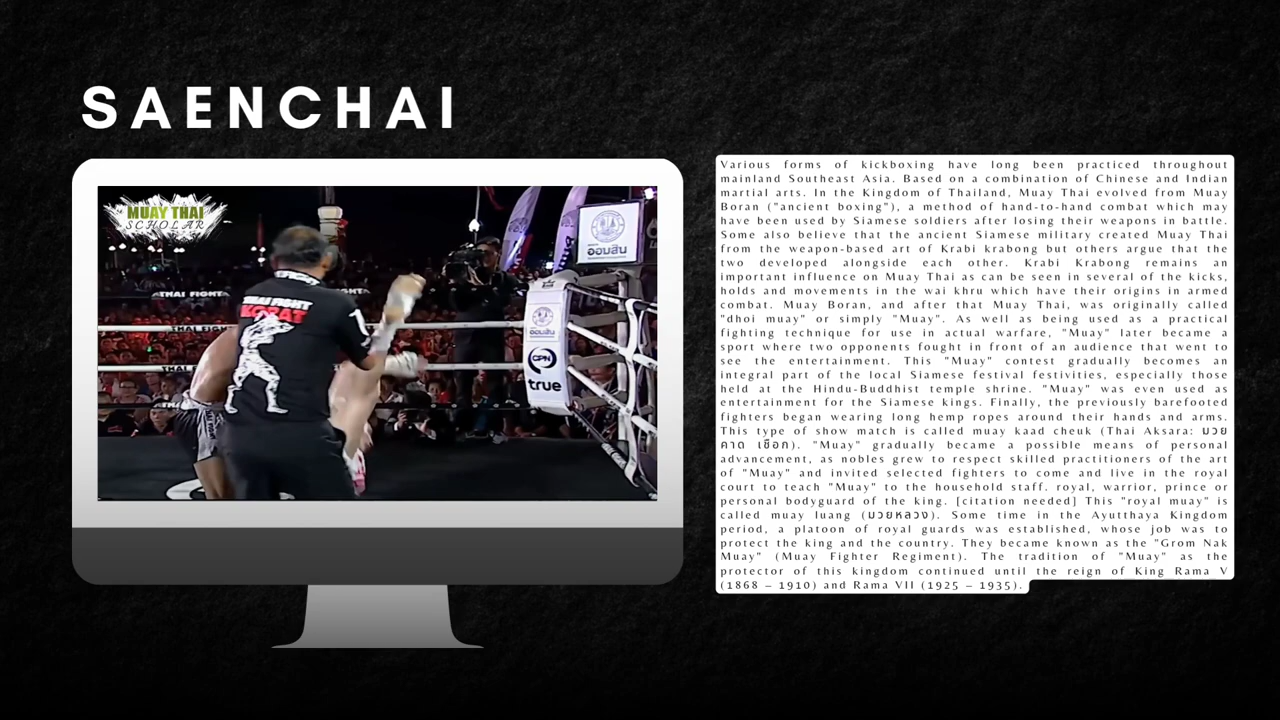 SAENCHAI
MUAY THAI
SCHOLAR
ออมสิน
THAI FIGHT
THAI FIGHT
THAI FIGHT
KORAT
ออมสิน
CPN
true
Various forms of kickboxing have long been practiced throughout
mainland Southeast Asia. Based on a combination of Chinese and Indian
martial arts. In the Kingdom of Thailand, Muay Thai evolved from Muay
Boran ("ancient boxing"), a method of hand-to-hand combat which may
have been used by Siamese soldiers after losing their weapons in battle.
Some also believe that the ancient Siamese military created Muay Thai
from the weapon-based art of Krabi krabong but others argue that the
two developed alongside each other. Krabi Krabong remains an
important influence on Muay Thai as can be seen in several of the kicks,
holds and movements in the wai khru which have their origins in armed
combat. Muay Boran, and after that Muay Thai, was originally called
"dhoi muay" or simply "Muay". As well as being used as a practical
fighting technique for use in actual warfare, "Muay" later became a
sport where two opponents fought in front of an audience that went to
see the entertainment. This "Muay" contest gradually becomes an
integral part of the local Siamese festival festivities, especially those
held at the Hindu-Buddhist temple shrine. "Muay" was even used as
entertainment for the Siamese kings. Finally, the previously barefooted
fighters began wearing long hemp ropes around their hands and arms.
This type of show match is called muay kaad cheuk (Thai Aksara: มวย
คาด เชือก). "Muay" gradually became a possible means of personal
advancement, as nobles grew to respect skilled practitioners of the art
of "Muay" and invited selected fighters to come and live in the royal
court to teach "Muay" to the household staff. royal, warrior, prince or
personal bodyguard of the king. [citation needed] This "royal muay" is
called muay luang (มวยหลวง). Some time in the Ayutthaya Kingdom
period, a platoon of royal guards was established, whose job was to
protect the king and the country. They became known as the "Grom Nak
Muay" (Muay Fighter Regiment). The tradition of "Muay" as the
protector of this kingdom continued until the reign of King Rama V
(1868 – 1910) and Rama VII (1925 – 1935).